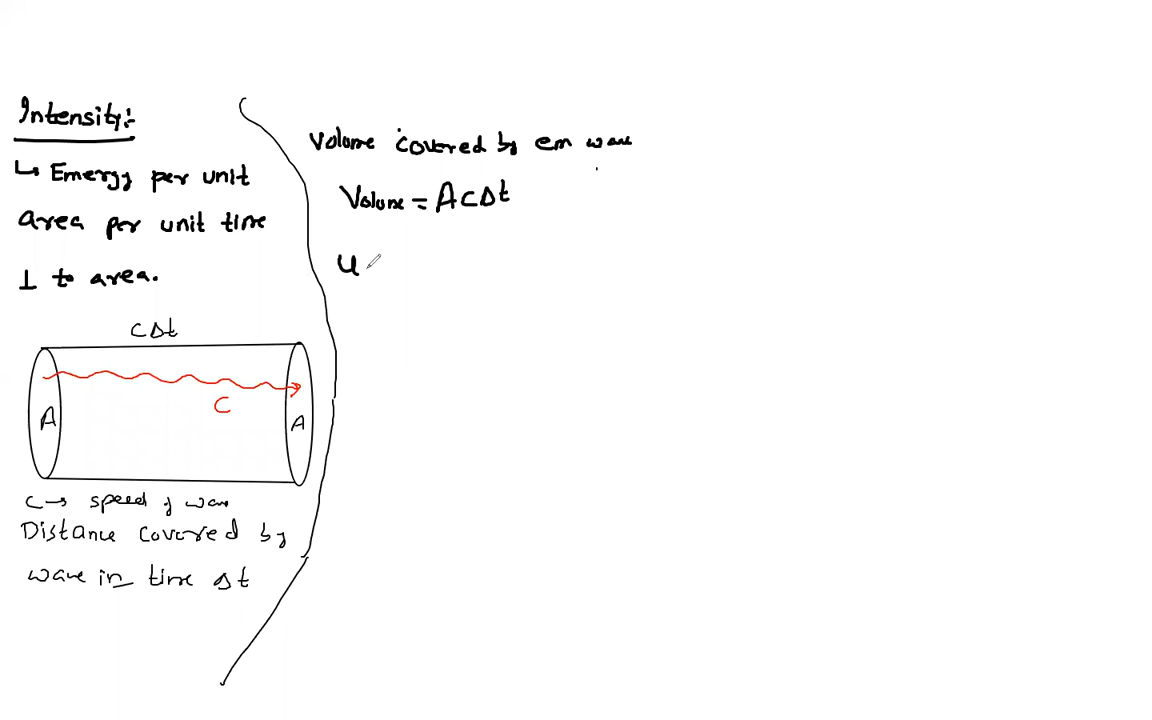 Intensity:-
↳ Energy per unit
area per unit time
⊥ to area.
CΔt
C
A
A
C → speed of wave
Distance covered by
wave in time Δt
Volume covered by em wave
Volume = ACΔt
U